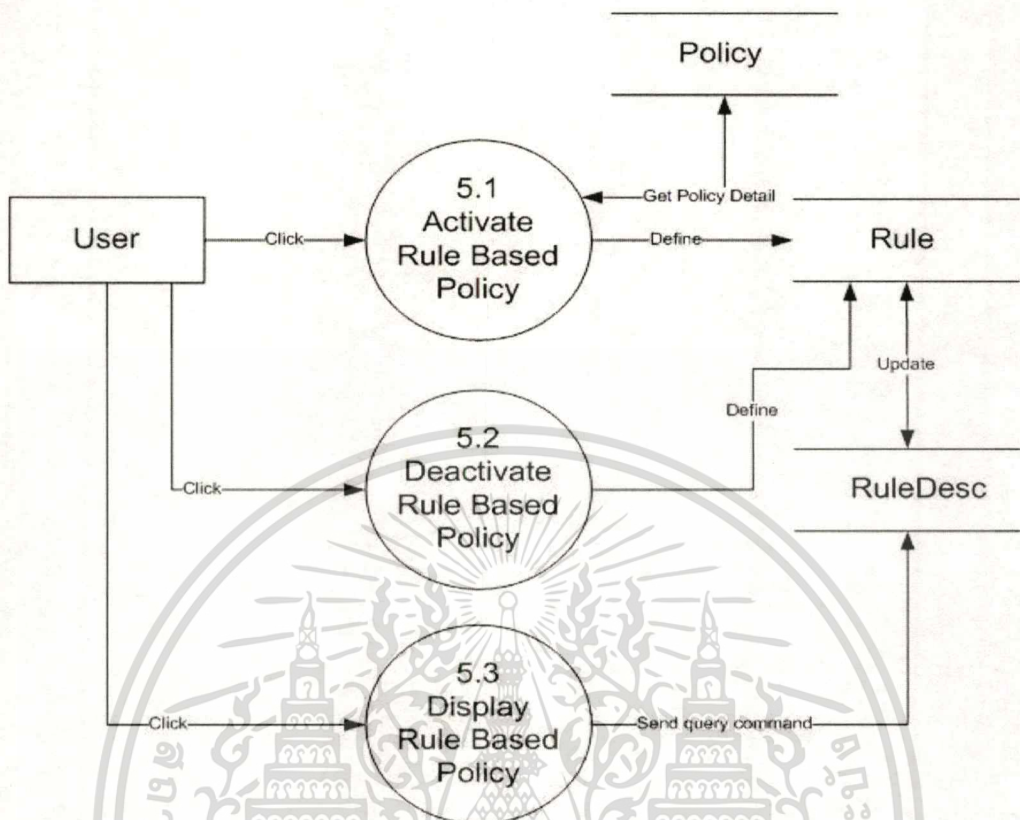 Policy
5.1
Activate
Rule Based
Policy
Get Policy Detail
User
Click
Define
Rule
Update
Define
5.2
Deactivate
Rule Based
Policy
Click
RuleDesc
5.3
Display
Rule Based
Policy
Click
Send query command